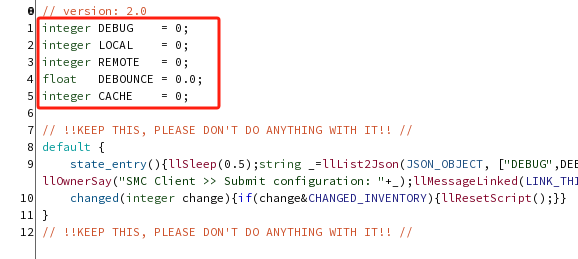 0 // version: 2.0
1 integer DEBUG    = 0;
2 integer LOCAL    = 0;
3 integer REMOTE   = 0;
4 float   DEBOUNCE = 0.0;
5 integer CACHE    = 0;
6
7 // !!KEEP THIS, PLEASE DON'T DO ANYTHING WITH IT!! //
8 default {
9     state_entry(){llSleep(0.5);string _=llList2Json(JSON_OBJECT, ["DEBUG",DEB
llOwnerSay("SMC Client >> Submit configuration: "+_);llMessageLinked(LINK_THI
10     changed(integer change){if(change&CHANGED_INVENTORY){llResetScript();}}
11 }
12 // !!KEEP THIS, PLEASE DON'T DO ANYTHING WITH IT!! //